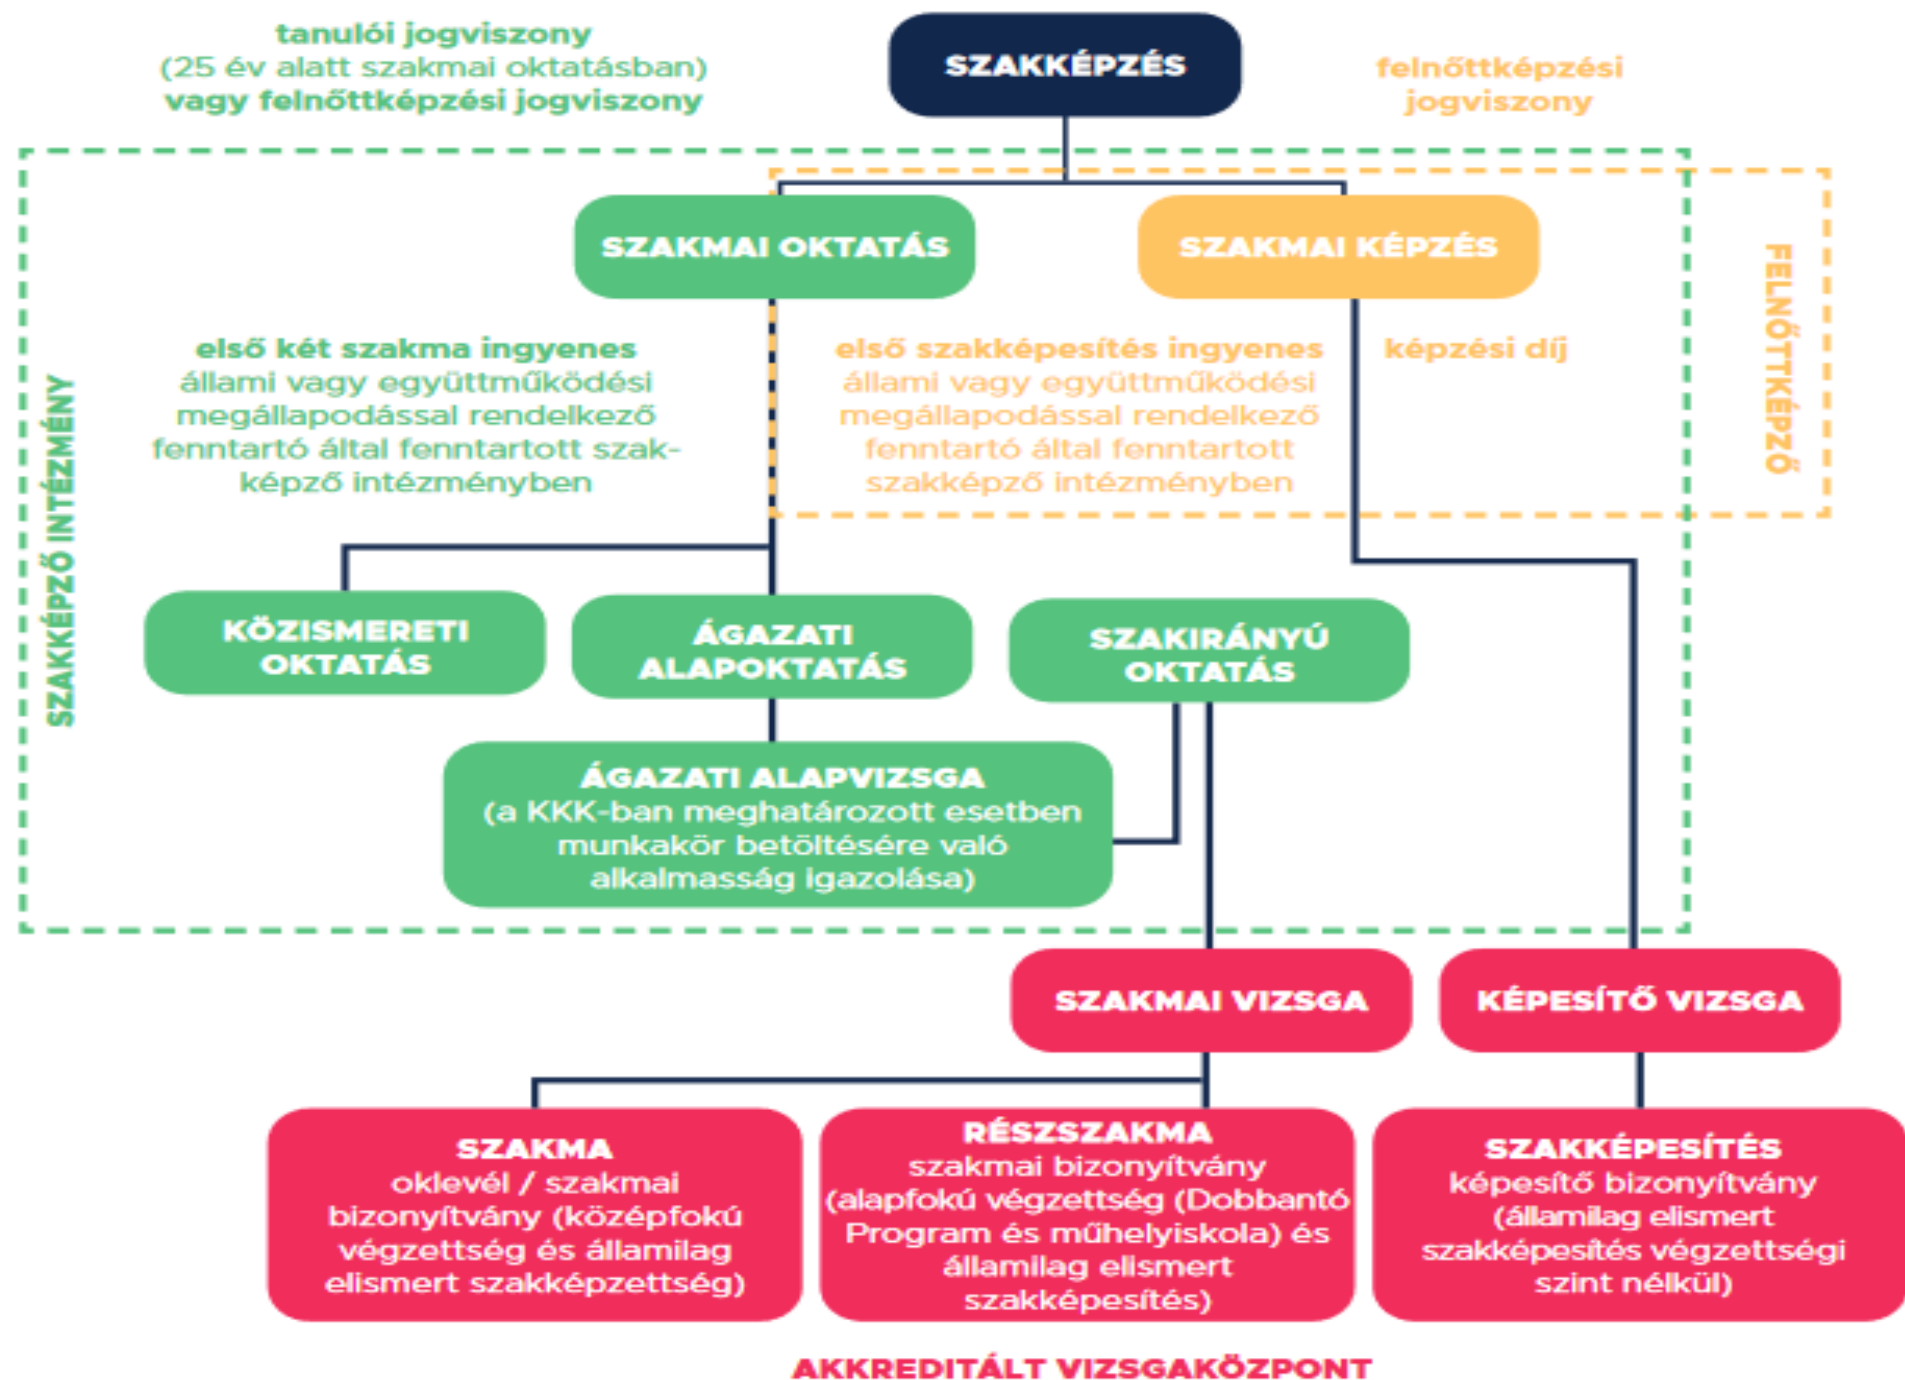 tanulói jogviszony
(25 év alatt szakmai oktatásban)
vagy felnőttképzési jogviszony
SZAKKÉPZÉS
felnőttképzési
jogviszony
SZAKMAI OKTATÁS
SZAKMAI KÉPZÉS
FELNŐTTKÉPZŐ
SZAKKÉPZŐ INTÉZMÉNY
első két szakma ingyenes
állami vagy együttműködési
megállapodással rendelkező
fenntartó által fenntartott szak-
képző intézményben
első szakképesítés ingyenes
állami vagy együttműködési
megállapodással rendelkező
fenntartó által fenntartott
szakképző intézményben
képzési díj
KÖZISMERETI
OKTATÁS
ÁGAZATI
ALAPOKTATÁS
SZAKIRÁNYÚ
OKTATÁS
ÁGAZATI ALAPVIZSGA
(a KKK-ban meghatározott esetben
munkakör betöltésére való
alkalmasság igazolása)
SZAKMAI VIZSGA
KÉPESÍTŐ VIZSGA
SZAKMA
oklevél / szakmai
bizonyítvány (középfokú
végzettség és államilag
elismert szakképzettség)
RÉSZSZAKMA
szakmai bizonyítvány
(alapfokú végzettség (Dobbantó
Program és műhelyiskola) és
államilag elismert
szakképesítés)
SZAKKÉPESÍTÉS
képesítő bizonyítvány
(államilag elismert
szakképesítés végzettségi
szint nélkül)
AKKREDITÁLT VIZSGAKÖZPONT